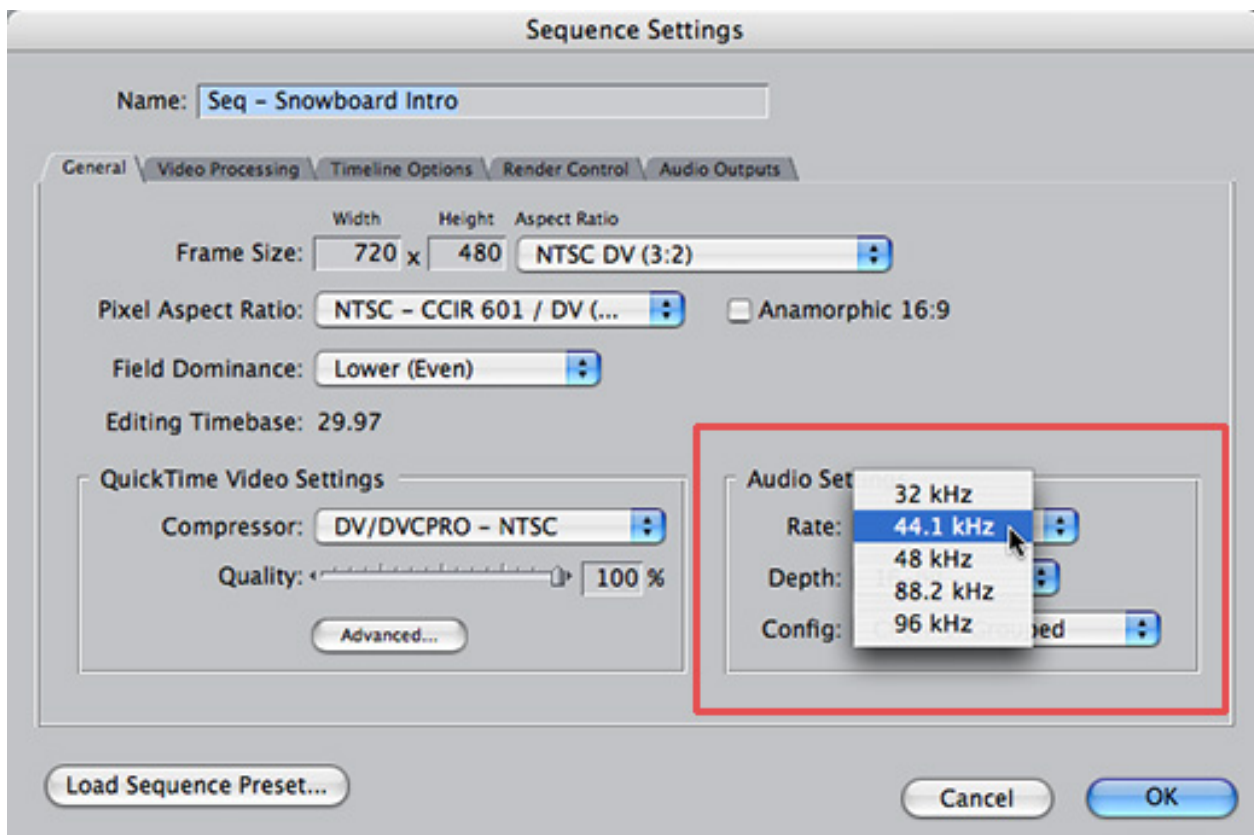 Sequence Settings
Name: Seq – Snowboard Intro
General Video Processing Timeline Options Render Control Audio Outputs
Width Height Aspect Ratio
Frame Size: 720 x 480 NTSC DV (3:2)
Pixel Aspect Ratio: NTSC – CCIR 601 / DV (... Anamorphic 16:9
Field Dominance: Lower (Even)
Editing Timebase: 29.97
QuickTime Video Settings
Compressor: DV/DVCPRO – NTSC
Quality: 100 %
Advanced...
Audio
Rate:
Depth:
Config:
32 kHz
44.1 kHz
48 kHz
88.2 kHz
96 kHz
Load Sequence Preset...
Cancel OK